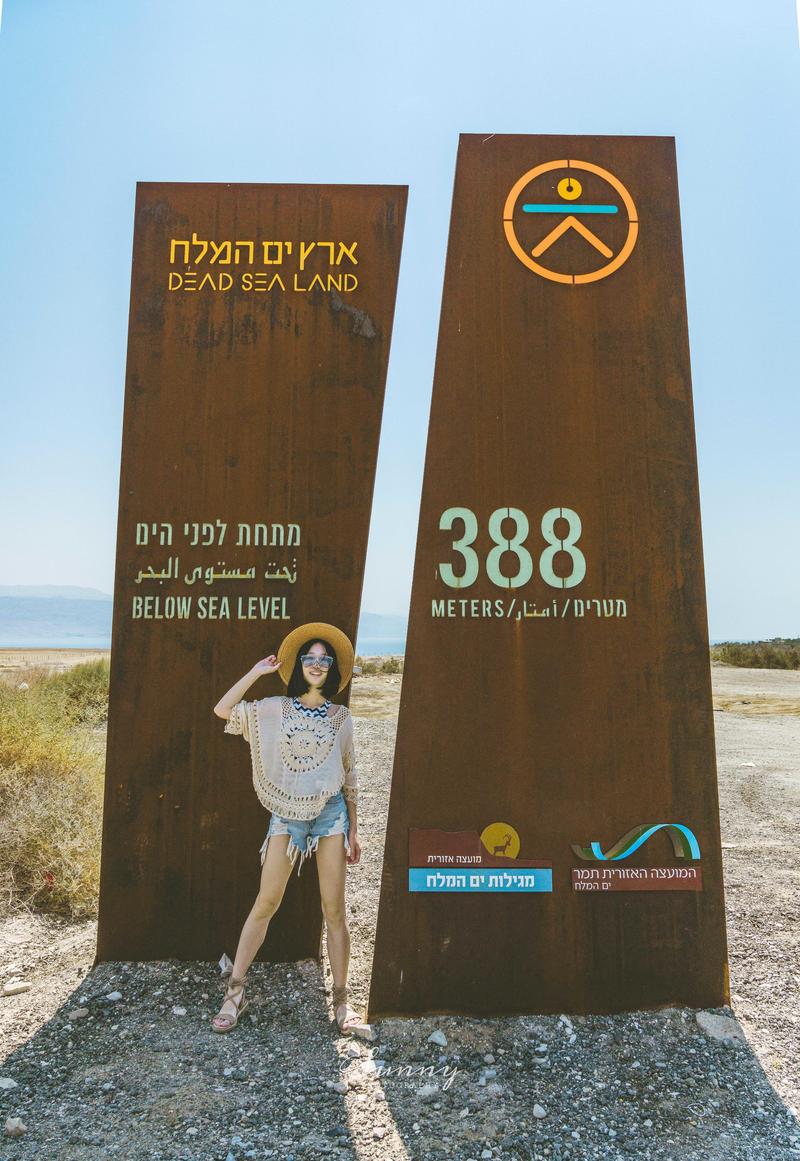 ארץ ים המלח
DEAD SEA LAND
מתחת לפני הים
تحت مستوى البحر
BELOW SEA LEVEL
388
METERS/أمتار/מטרים
מועצה אזורית
מגילות ים המלח
המועצה האזורית תמר
ים המלח
Sunny